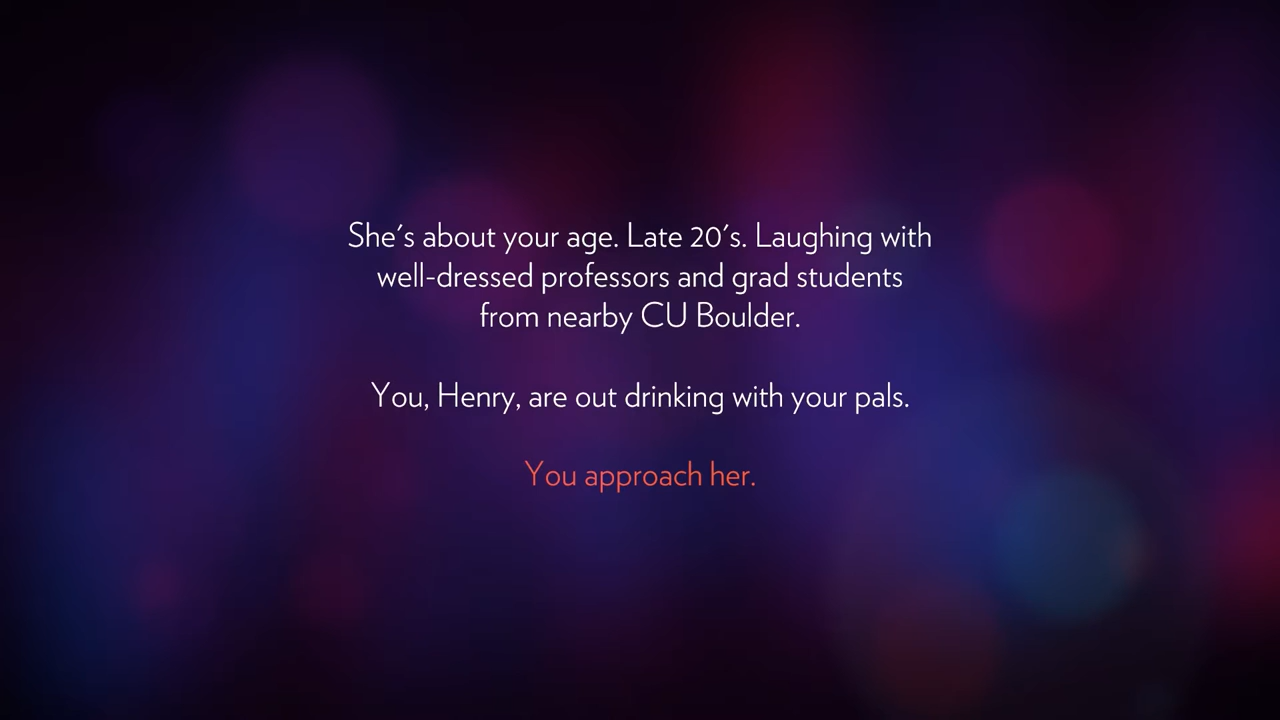 She's about your age. Late 20's. Laughing with
well-dressed professors and grad students
from nearby CU Boulder.
You, Henry, are out drinking with your pals.
You approach her.